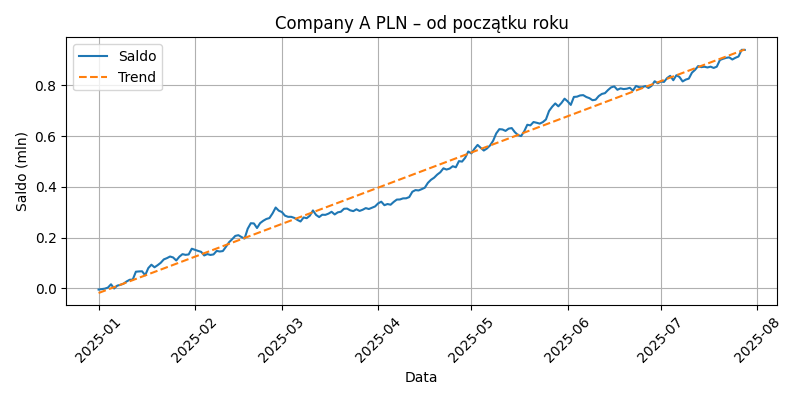 Company A PLN – od początku roku
Saldo
Trend
Saldo (mln)
0.8
0.6
0.4
0.2
0.0
2025-01
2025-02
2025-03
2025-04
2025-05
2025-06
2025-07
2025-08
Data